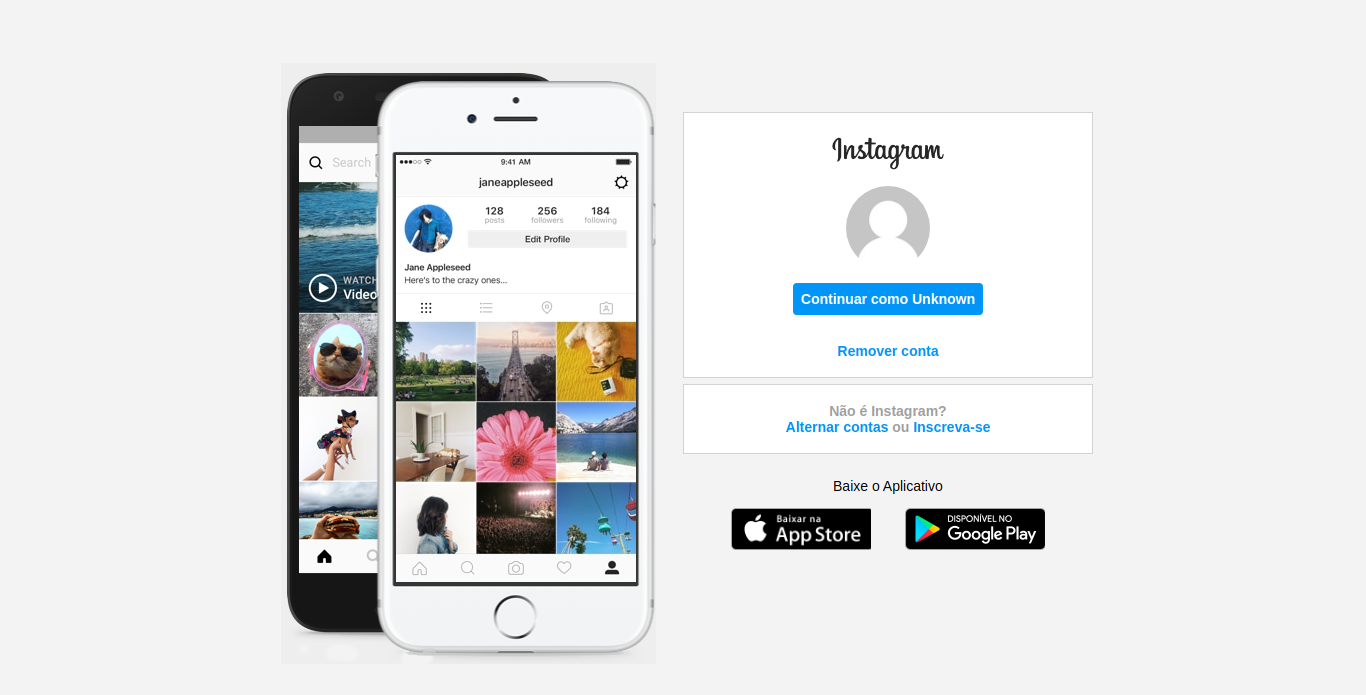 Search
WATCH
Video
9:41 AM
janeappleseed
128
256
184
posts
followers
following
Edit Profile
Jane Appleseed
Here's to the crazy ones...
Instagram
Continuar como Unknown
Remover conta
Não é Instagram?
Alternar contas ou Inscreva-se
Baixe o Aplicativo
Baixar na
App Store
DISPONÍVEL NO
Google Play